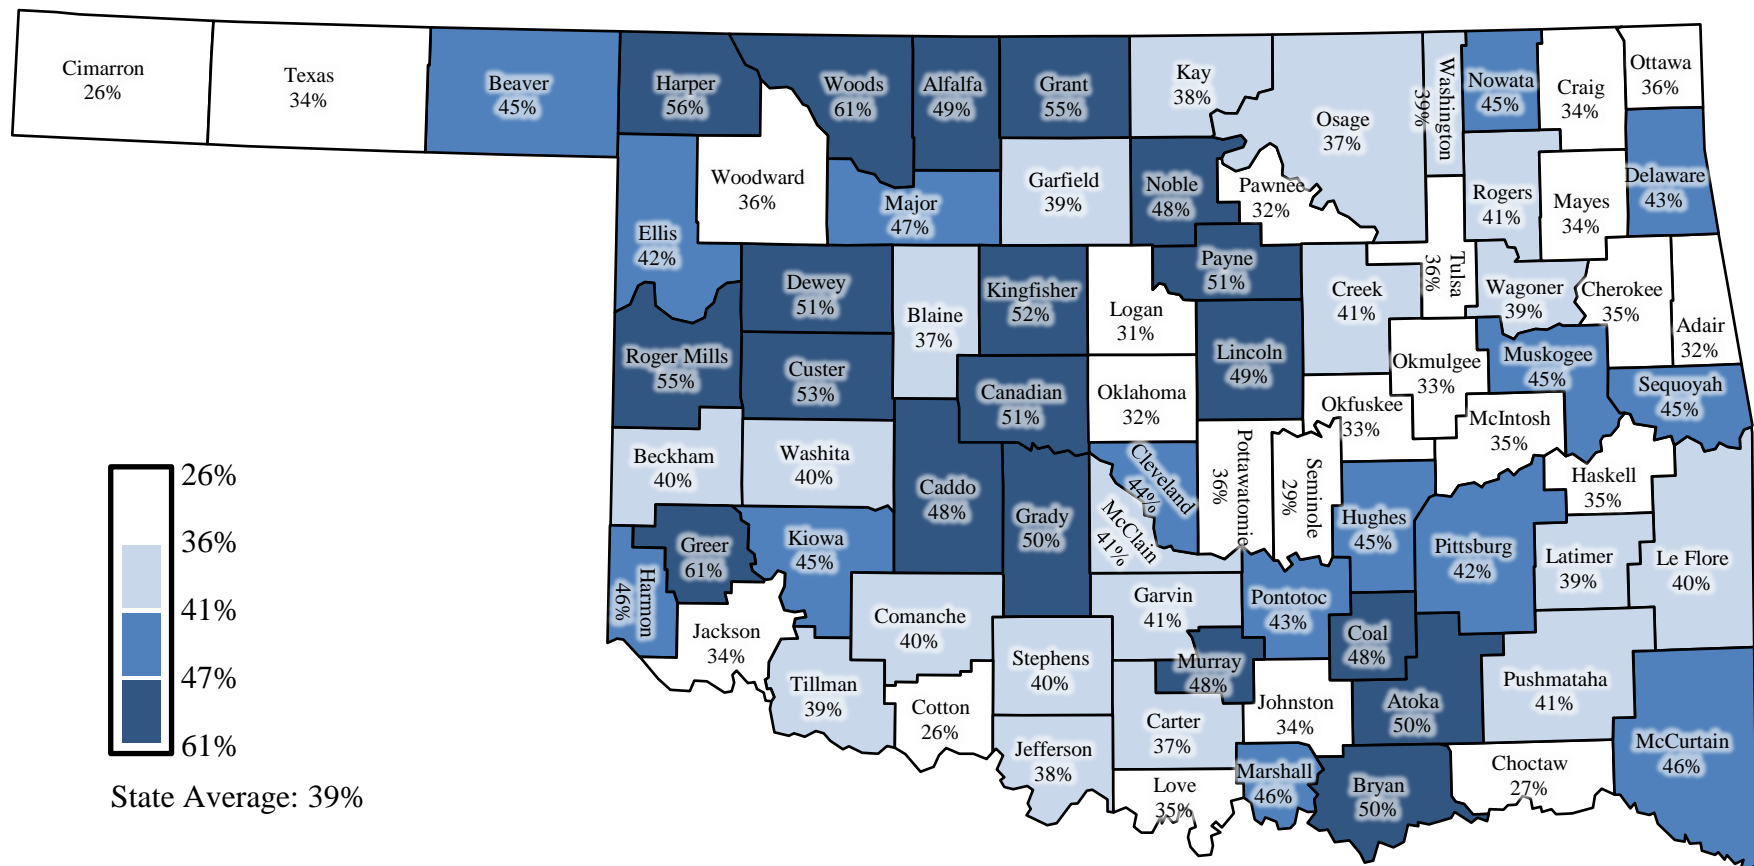 Cimarron
26%
Texas
34%
Beaver
45%
Harper
56%
Woods
61%
Alfalfa
49%
Grant
55%
Kay
38%
Osage
37%
Washington
39%
Nowata
45%
Craig
34%
Ottawa
36%
Woodward
36%
Ellis
42%
Major
47%
Garfield
39%
Noble
48%
Pawnee
32%
Rogers
41%
Mayes
34%
Delaware
43%
Dewey
51%
Blaine
37%
Kingfisher
52%
Logan
31%
Payne
51%
Creek
41%
Tulsa
36%
Wagoner
39%
Cherokee
35%
Adair
32%
Roger Mills
55%
Custer
53%
Canadian
51%
Oklahoma
32%
Lincoln
49%
Okfuskee
33%
Okmulgee
33%
Muskogee
45%
Sequoyah
45%
McIntosh
35%
Haskell
35%
Beckham
40%
Washita
40%
Caddo
48%
Grady
50%
Cleveland
44%
McClain
41%
Pottawatomie
36%
Seminole
29%
Hughes
45%
Pittsburg
42%
Latimer
39%
Le Flore
40%
Harmon
46%
Greer
61%
Kiowa
45%
Jackson
34%
Comanche
40%
Tillman
39%
Cotton
26%
Stephens
40%
Jefferson
38%
Garvin
41%
Murray
48%
Carter
37%
Love
35%
Pontotoc
43%
Johnston
34%
Marshall
46%
Coal
48%
Atoka
50%
Bryan
50%
Pushmataha
41%
Choctaw
27%
McCurtain
46%
26%
36%
41%
47%
61%
State Average: 39%